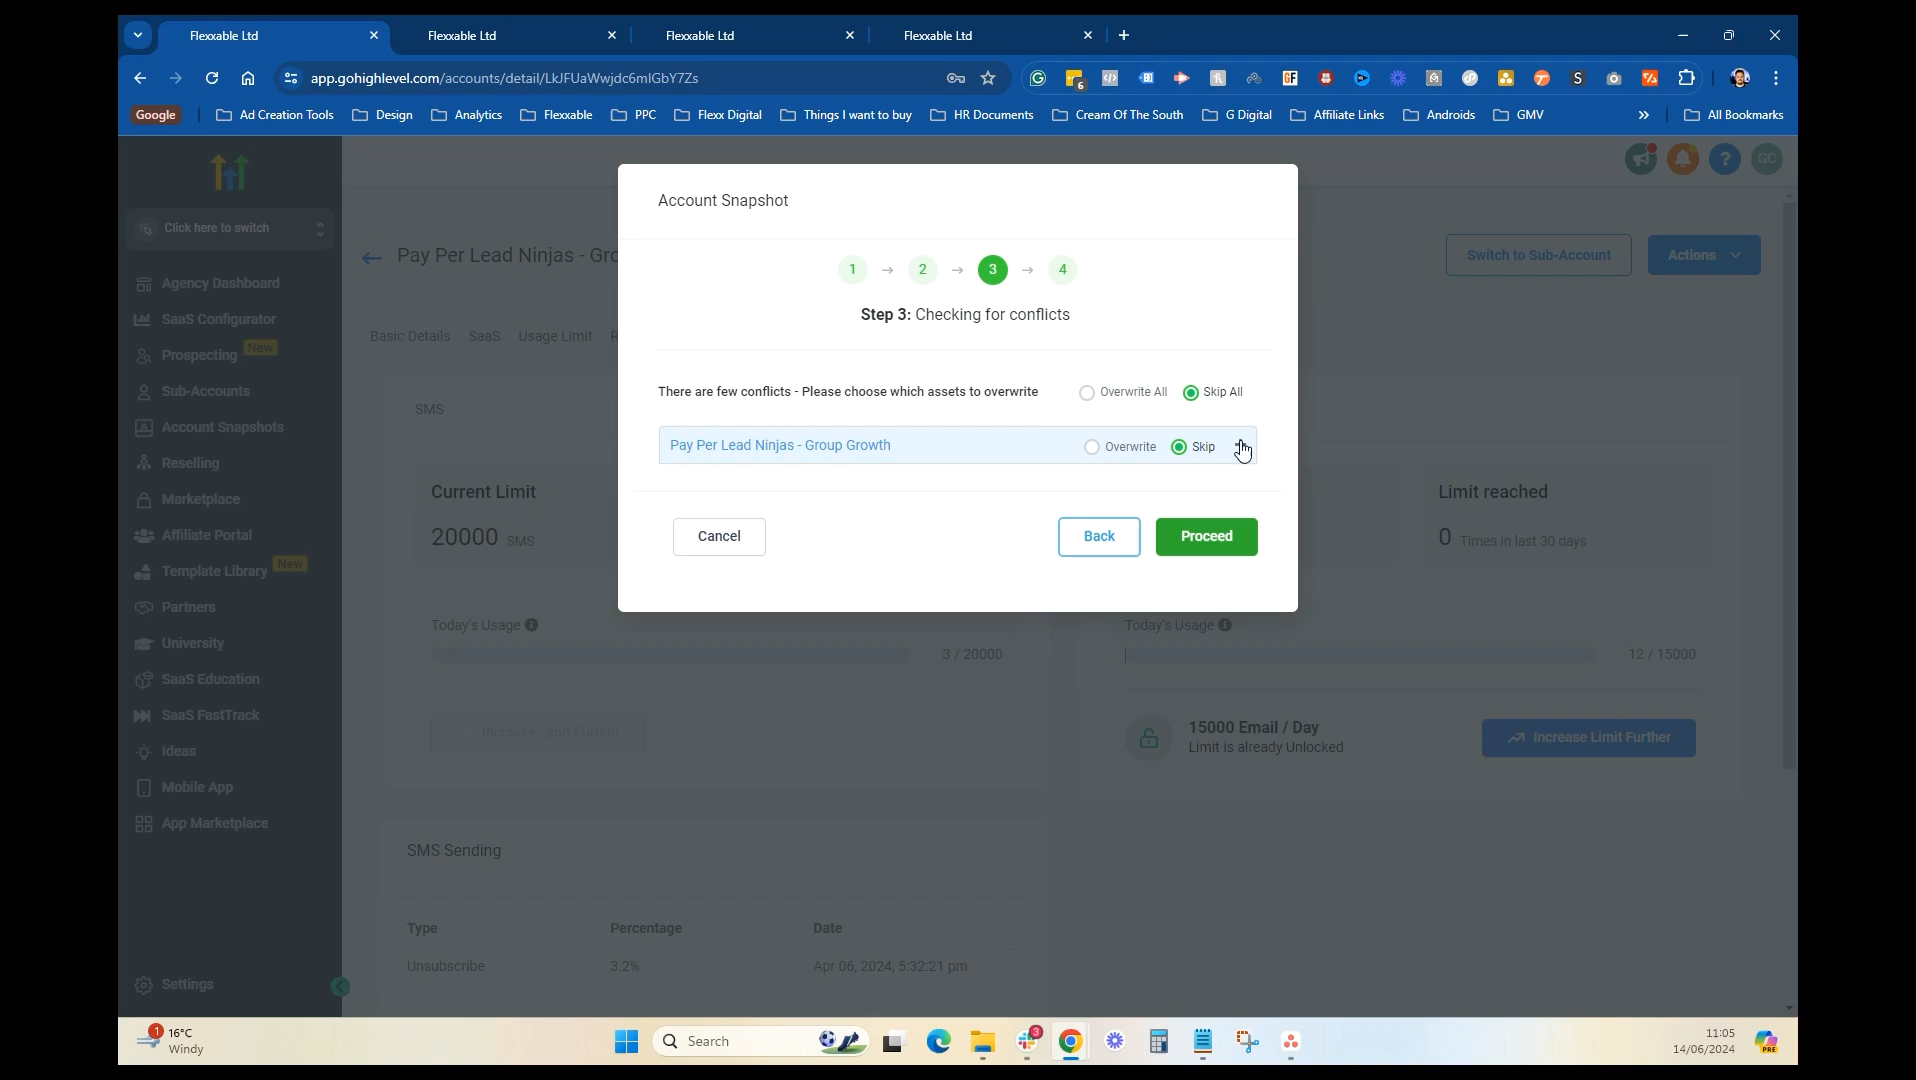 Flexxable Ltd
Flexxable Ltd
Flexxable Ltd
Flexxable Ltd
app.gohighlevel.com/accounts/detail/LkJFUaWwjdc6mlGbY7Zs
6
GF
S
Google
Ad Creation Tools
Design
Analytics
Flexxable
PPC
Flexx Digital
Things I want to buy
HR Documents
Cream Of The South
G Digital
Affiliate Links
Androids
GMV
All Bookmarks
GC
Click here to switch
Agency Dashboard
SaaS Configurator
Prospecting New
Sub-Accounts
Account Snapshots
Reselling
Marketplace
Affiliate Portal
Template Library New
Partners
University
SaaS Education
SaaS FastTrack
Ideas
Mobile App
App Marketplace
Settings
Pay Per Lead Ninjas - Gro
Switch to Sub-Account
Actions
Basic Details SaaS Usage Limit R
SMS
Current Limit
20000 SMS
Limit reached
0 Times in last 30 days
Account Snapshot
1 → 2 → 3 → 4
Step 3: Checking for conflicts
There are few conflicts - Please choose which assets to overwrite Overwrite All Skip All
Pay Per Lead Ninjas - Group Growth Overwrite Skip
Cancel Back Proceed
Today's Usage
3 / 20000
Increase Limit Further
Today's Usage
12 / 15000
15000 Email / Day
Limit is already Unlocked
Increase Limit Further
SMS Sending
Type Percentage Date
Unsubscribe 3.2% Apr 06, 2024, 5:32:21 pm
1
16°C
Windy
Search
3
11:05
14/06/2024
PRE